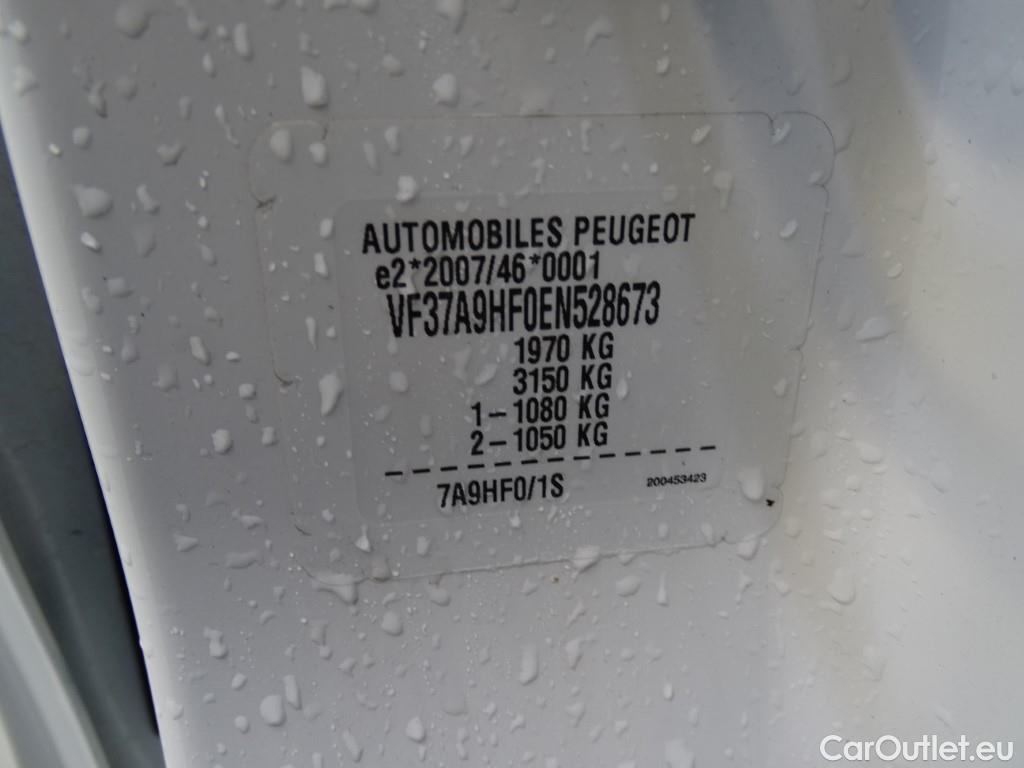 AUTOMOBILES PEUGEOT
e2*2007/46*0001
VF37A9HF0EN528673
1970 KG
3150 KG
1-1080 KG
2-1050 KG
7A9HF0/1S 200453423
CarOutlet.eu